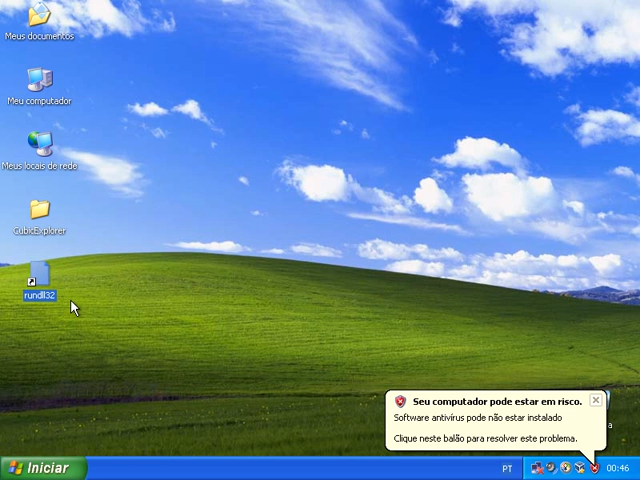 Meus documentos
Meu computador
Meus locais de rede
CubicExplorer
rundll32
Seu computador pode estar em risco.
Software antivírus pode não estar instalado
Clique neste balão para resolver este problema.
a
Iniciar
PT
00:46